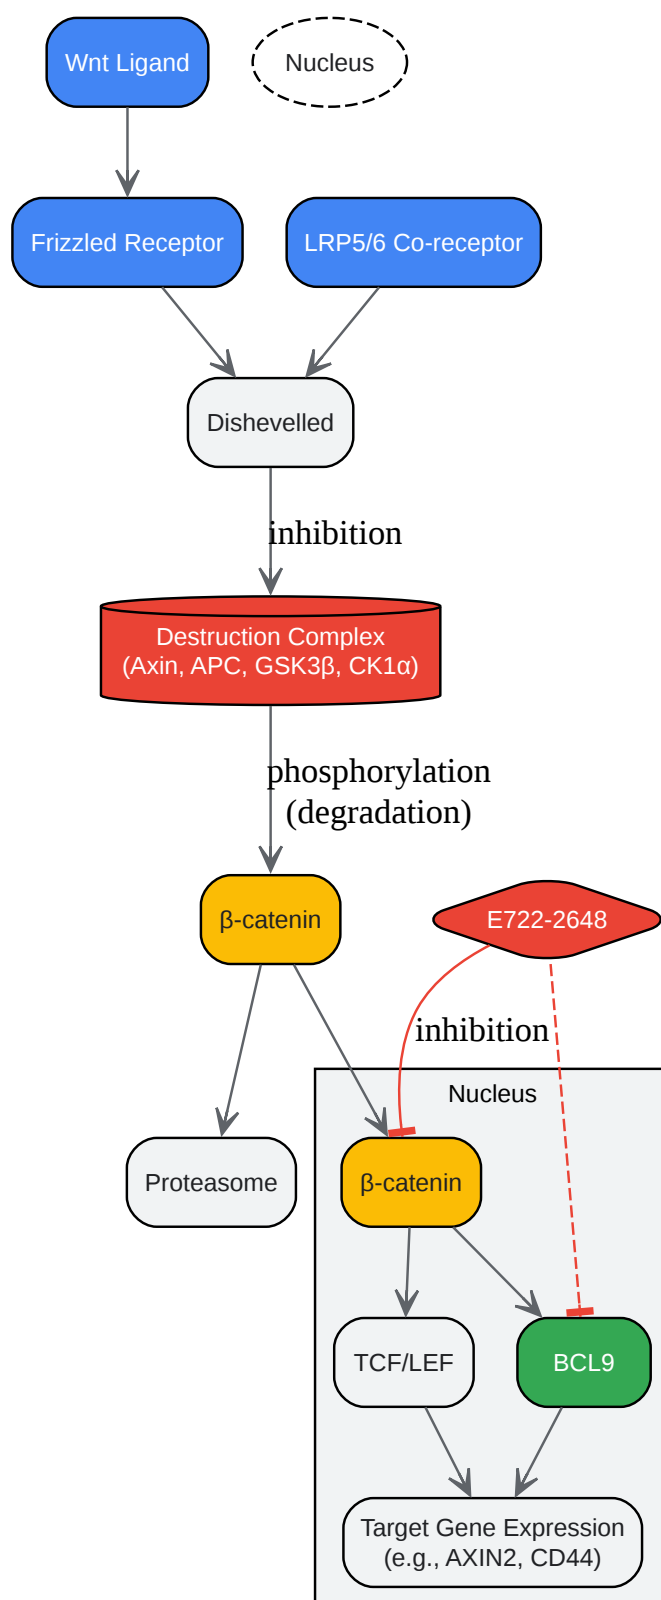 Wnt Ligand
Nucleus
Frizzled Receptor
LRP5/6 Co-receptor
Dishevelled
inhibition
Destruction Complex
(Axin, APC, GSK3β, CK1α)
phosphorylation
(degradation)
β-catenin
E722-2648
inhibition
Nucleus
Proteasome
β-catenin
TCF/LEF
BCL9
Target Gene Expression
(e.g., AXIN2, CD44)